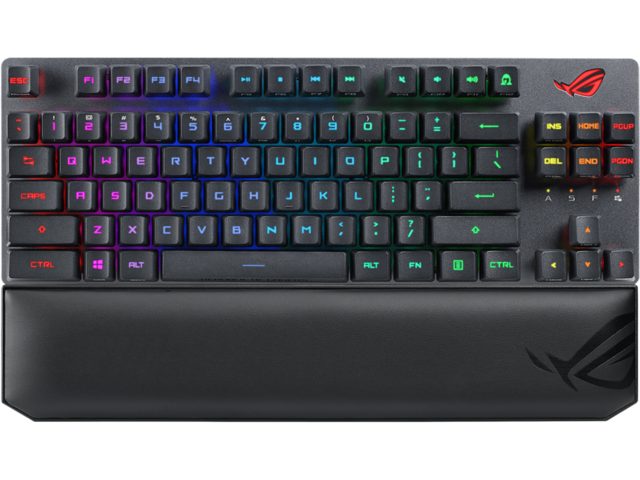 ESC F1 F2 F3 F4
~ ! @ # $ % ^ & * ( ) _ +
` 1 2 3 4 5 6 7 8 9 0 - = INS HOME PGUP
Q W E R T Y U I O P { } | DEL END PGDN
[ ] \
CAPS A S D F G H J K L : " A S F
; '
Z X C V B N M < > ?
, . /
CTRL ALT ALT FN CTRL